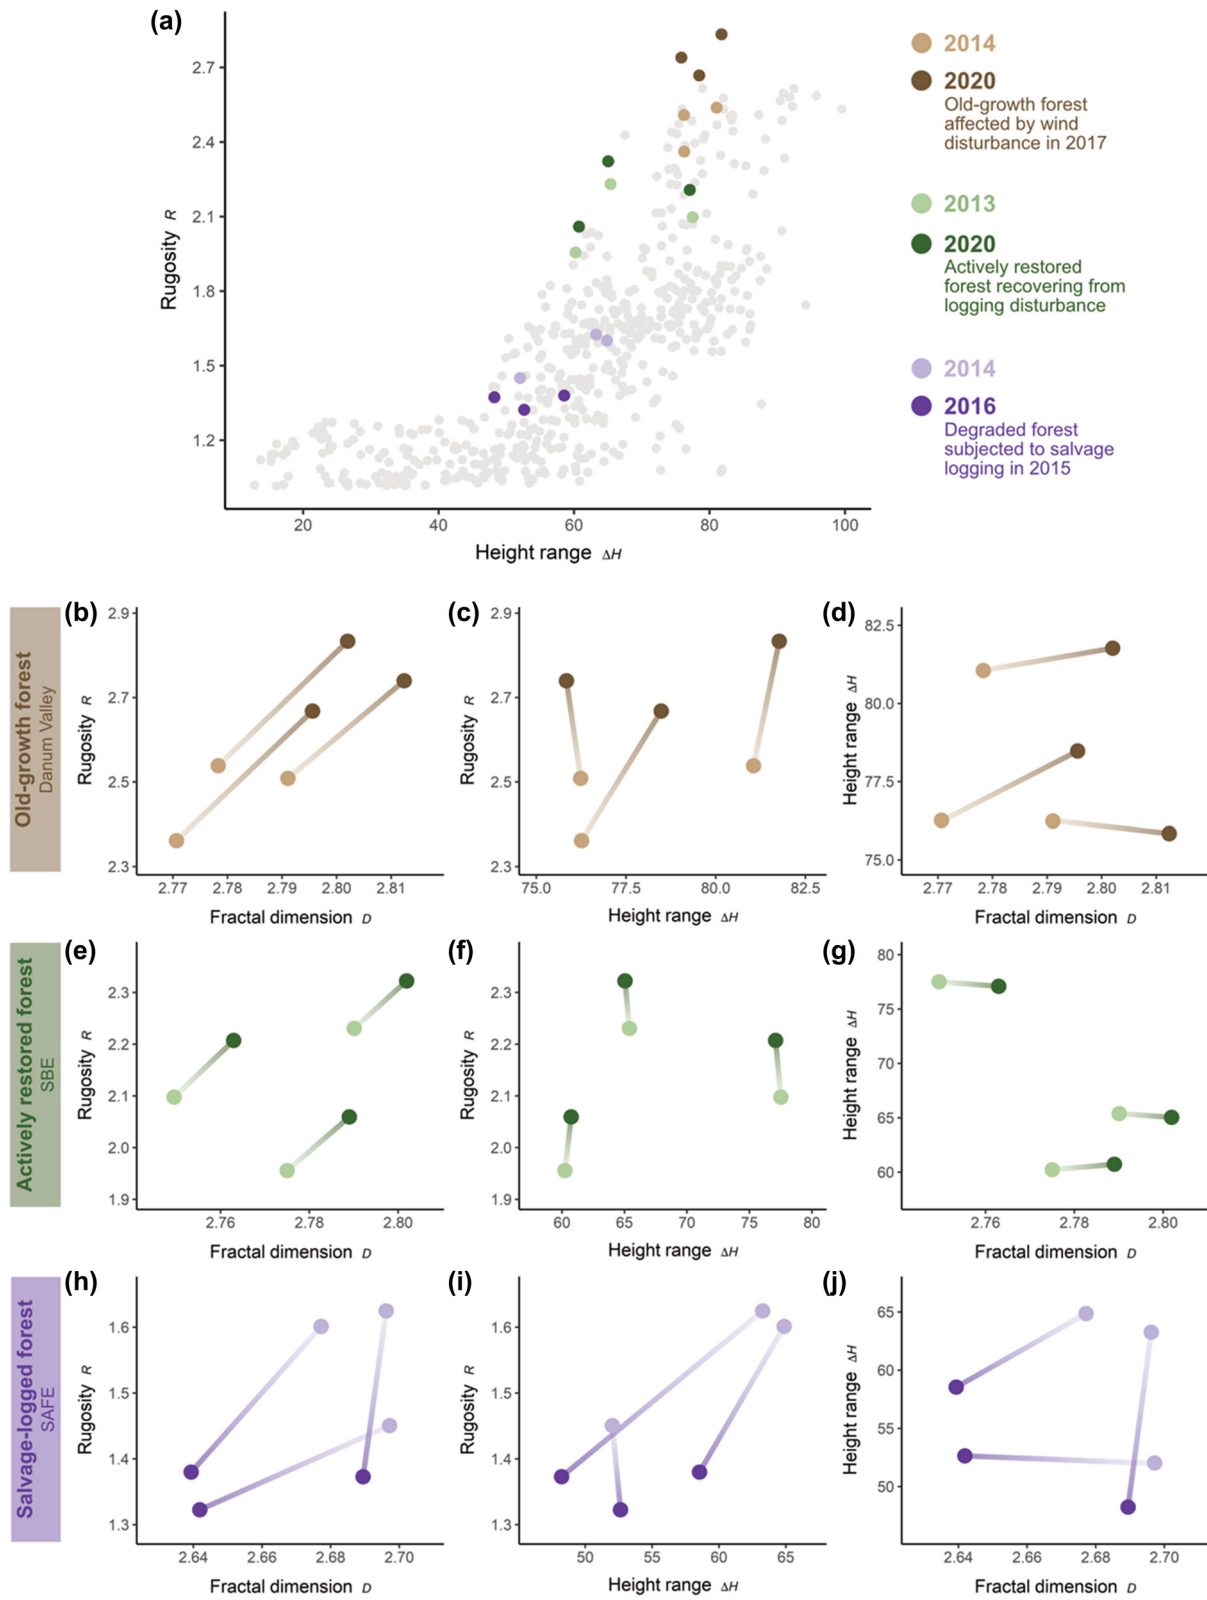 (a)
2.7
2.4
2.1
1.8
1.5
1.2
Rugosity R
20
40
60
80
100
Height range ΔH
2014
2020
Old-growth forest
affected by wind
disturbance in 2017
2013
2020
Actively restored
forest recovering from
logging disturbance
2014
2016
Degraded forest
subjected to salvage
logging in 2015
Old-growth forest
Danum Valley
(b)
2.9
2.7
2.5
2.3
Rugosity R
2.77
2.78
2.79
2.80
2.81
Fractal dimension D
(c)
2.9
2.7
2.5
2.3
Rugosity R
75.0
77.5
80.0
82.5
Height range ΔH
(d)
82.5
80.0
77.5
75.0
Height range ΔH
2.77
2.78
2.79
2.80
2.81
Fractal dimension D
Actively restored forest
SBE
(e)
2.3
2.2
2.1
2.0
1.9
Rugosity R
2.76
2.78
2.80
Fractal dimension D
(f)
2.3
2.2
2.1
2.0
1.9
Rugosity R
60
65
70
75
80
Height range ΔH
(g)
80
75
70
65
60
Height range ΔH
2.76
2.78
2.80
Fractal dimension D
Salvage-logged forest
SAFE
(h)
1.6
1.5
1.4
1.3
Rugosity R
2.64
2.66
2.68
2.70
Fractal dimension D
(i)
1.6
1.5
1.4
1.3
Rugosity R
50
55
60
65
Height range ΔH
(j)
65
60
55
50
Height range ΔH
2.64
2.66
2.68
2.70
Fractal dimension D